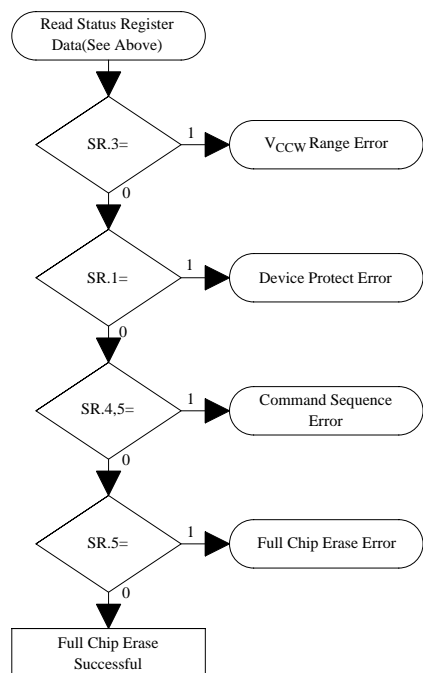 Read Status Register
Data(See Above)
SR.3=
1
VCCW Range Error
0
SR.1=
1
Device Protect Error
0
SR.4,5=
1
Command Sequence
Error
0
SR.5=
1
Full Chip Erase Error
0
Full Chip Erase
Successful